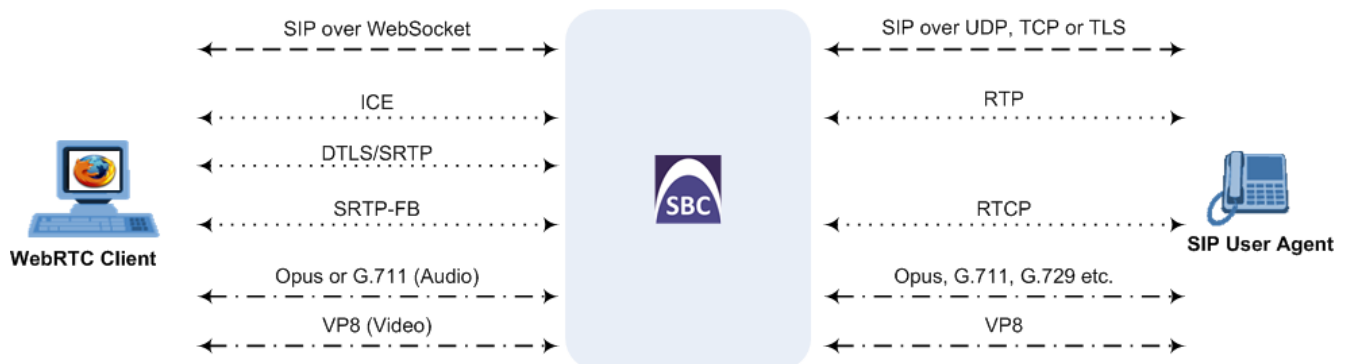 SIP over WebSocket
SIP over UDP, TCP or TLS
ICE
RTP
DTLS/SRTP
SBC
SRTP-FB
RTCP
WebRTC Client
SIP User Agent
Opus or G.711 (Audio)
Opus, G.711, G.729 etc.
VP8 (Video)
VP8